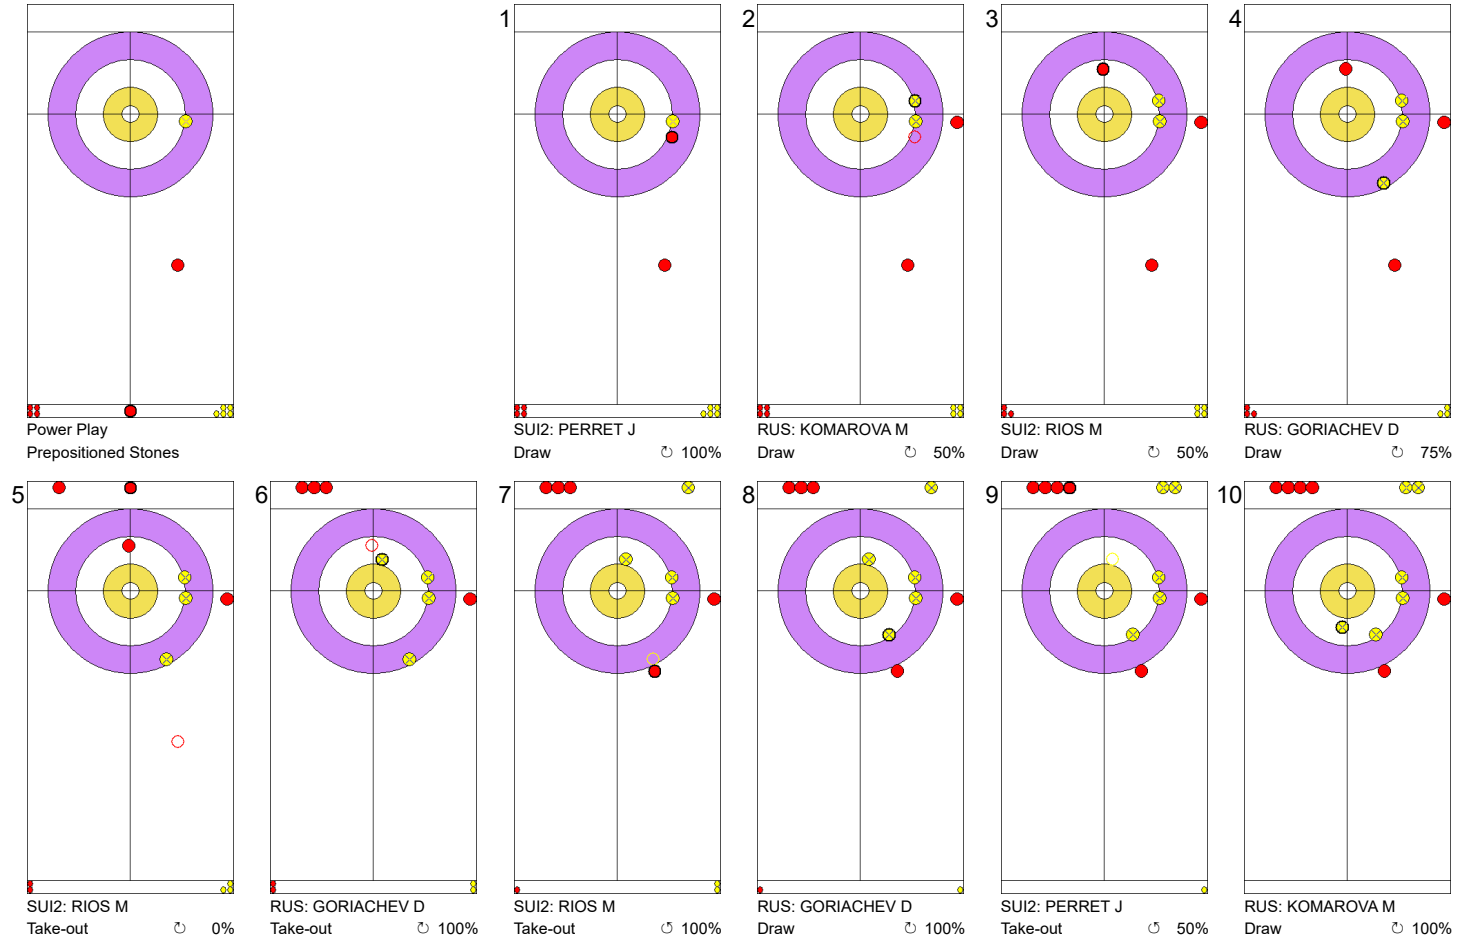 1
2
3
4
Power Play
Prepositioned Stones
SUI2: PERRET J
Draw ↻ 100%
RUS: KOMAROVA M
Draw ↻ 50%
SUI2: RIOS M
Draw ↻ 50%
RUS: GORIACHEV D
Draw ↻ 75%
5
6
7
8
9
10
SUI2: RIOS M
Take-out ↻ 0%
RUS: GORIACHEV D
Take-out ↻ 100%
SUI2: RIOS M
Take-out ↺ 100%
RUS: GORIACHEV D
Draw ↻ 100%
SUI2: PERRET J
Take-out ↺ 50%
RUS: KOMAROVA M
Draw ↻ 100%